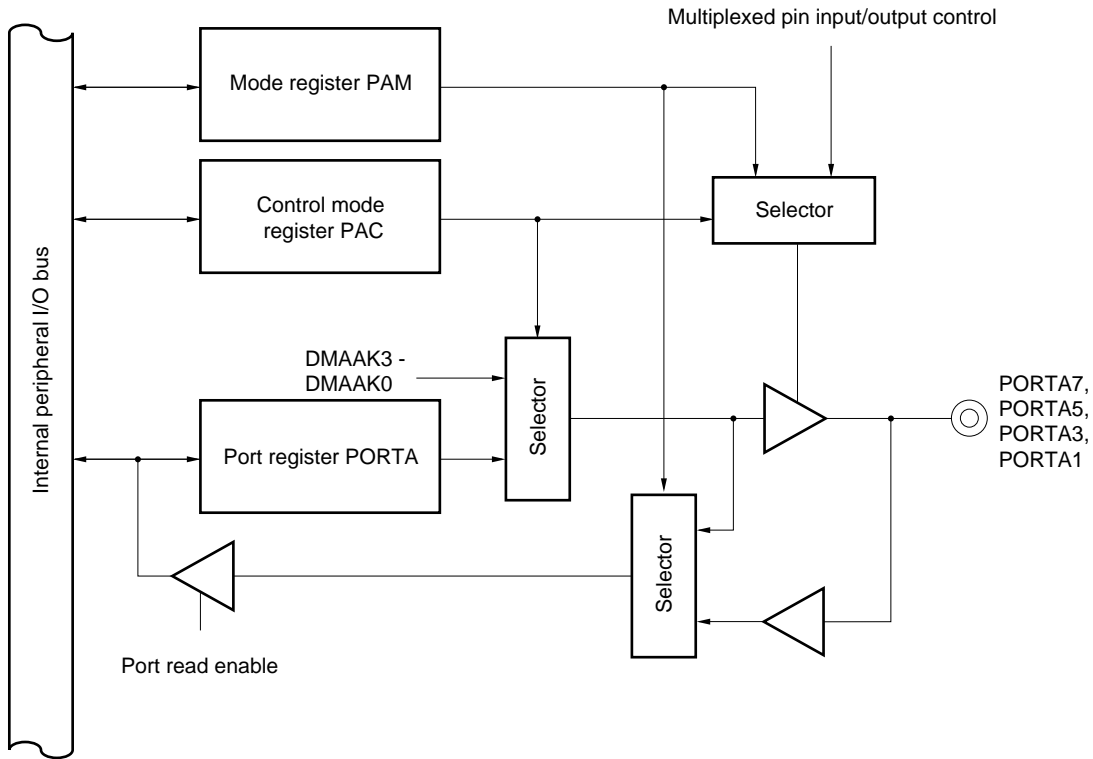 Multiplexed pin input/output control
Mode register PAM
Control mode
register PAC
Selector
Internal peripheral I/O bus
DMAAK3 -
DMAAK0
Selector
PORTA7,
PORTA5,
PORTA3,
PORTA1
Port register PORTA
Selector
Port read enable